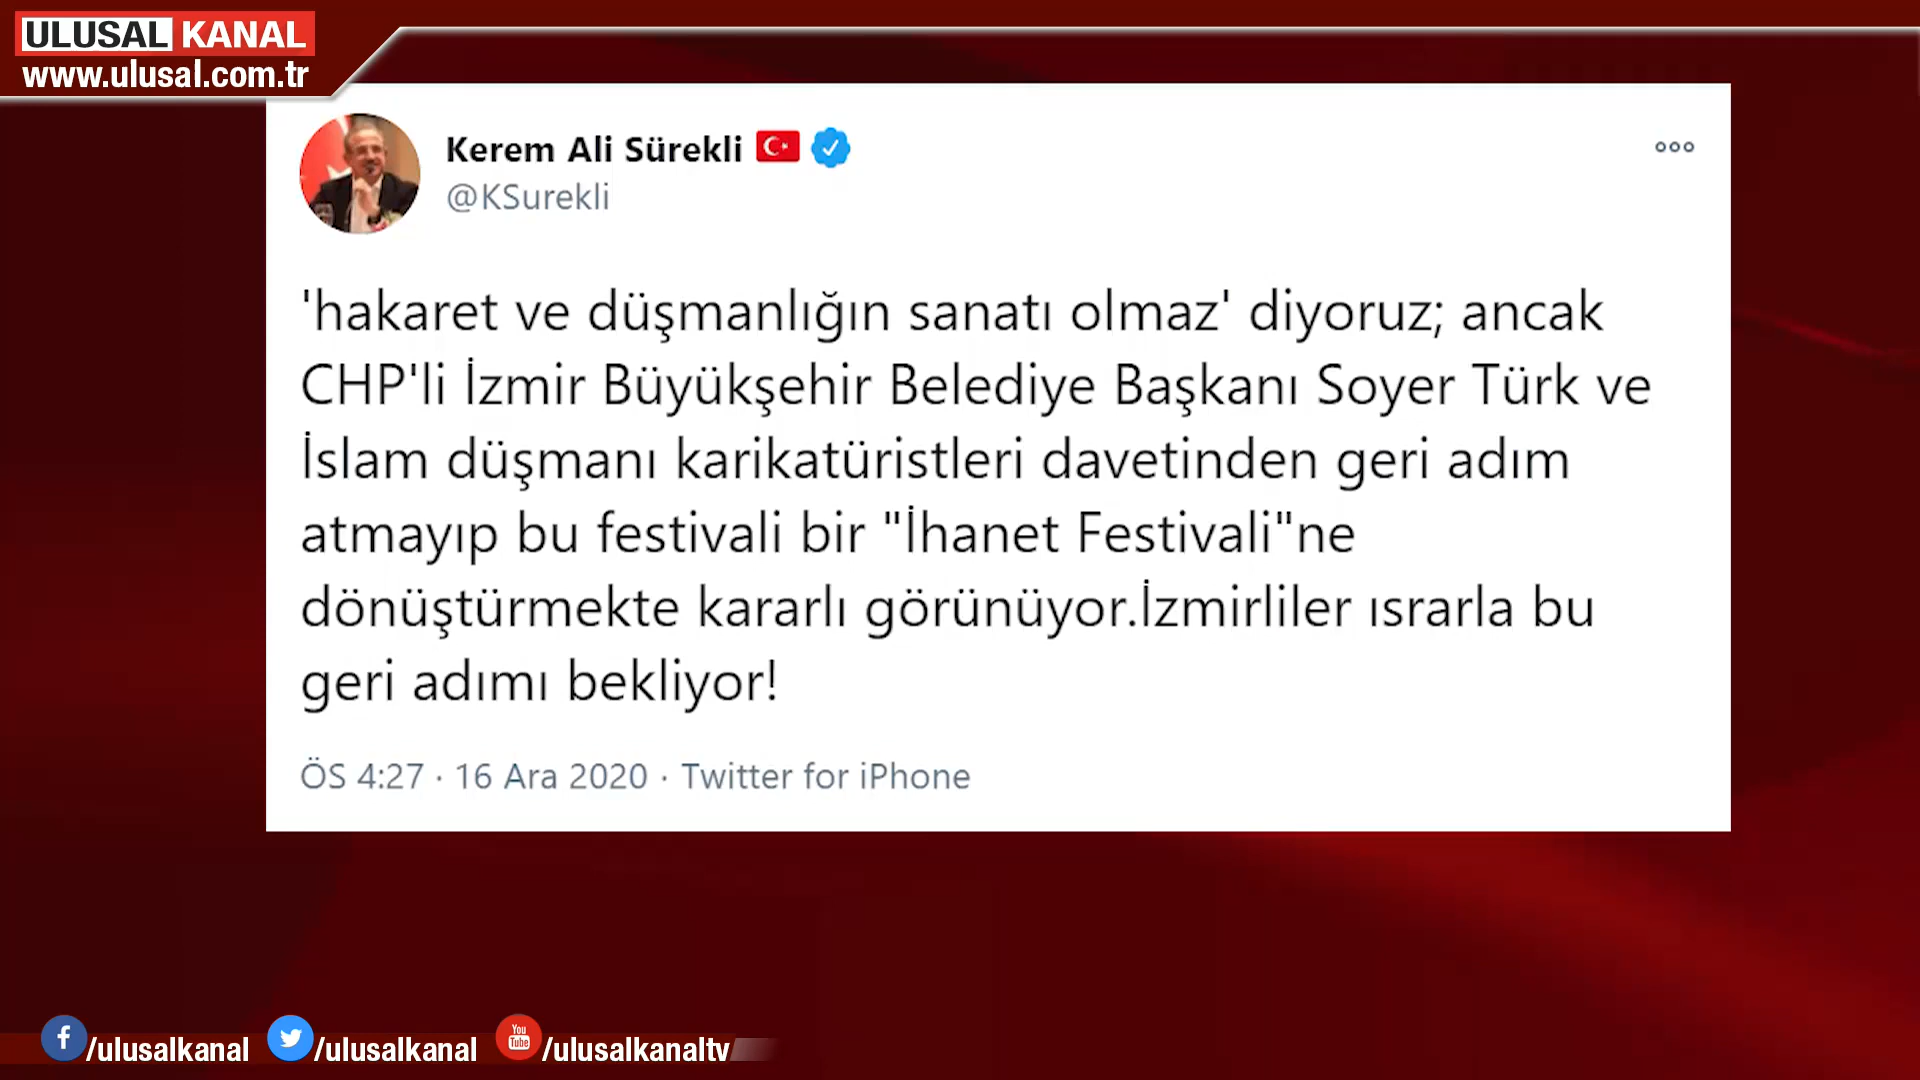 ULUSAL KANAL
www.ulusal.com.tr
Kerem Ali Sürekli
@KSurekli
'hakaret ve düşmanlığın sanatı olmaz' diyoruz; ancak
CHP'li İzmir Büyükşehir Belediye Başkanı Soyer Türk ve
İslam düşmanı karikatüristleri davetinden geri adım
atmayıp bu festivali bir "İhanet Festivali"ne
dönüştürmekte kararlı görünüyor.İzmirliler ısrarla bu
geri adımı bekliyor!
ÖS 4:27 · 16 Ara 2020 · Twitter for iPhone
f /ulusalkanal /ulusalkanal You Tube /ulusalkanaltv